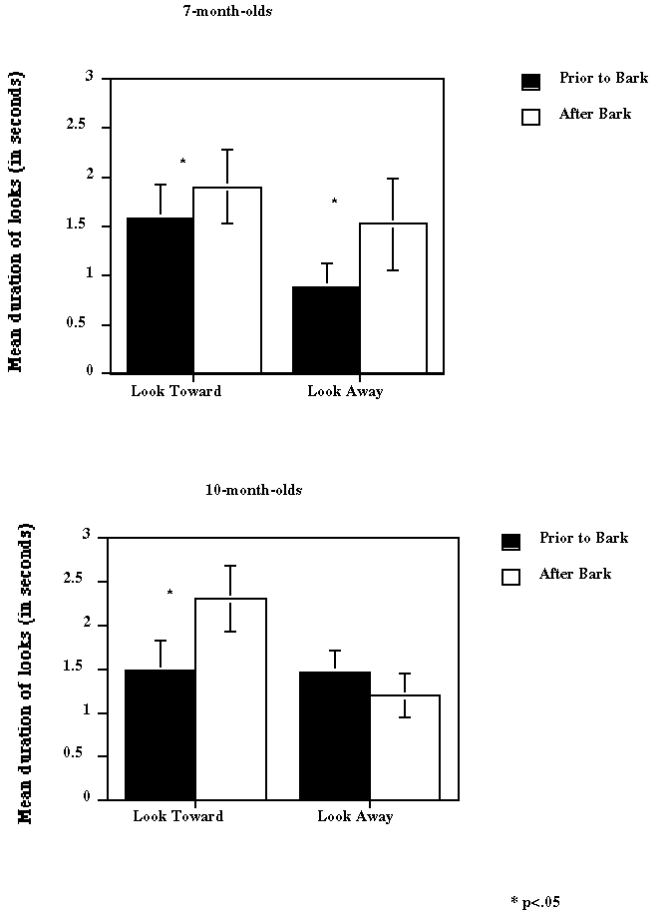 7-month-olds
Mean duration of looks (in seconds)
3
2.5
2
1.5
1
0.5
0
*
*
Look Toward
Look Away
Prior to Bark
After Bark
10-month-olds
Mean duration of looks (in seconds)
3
2.5
2
1.5
1
0.5
0
*
Look Toward
Look Away
Prior to Bark
After Bark
* p<.05